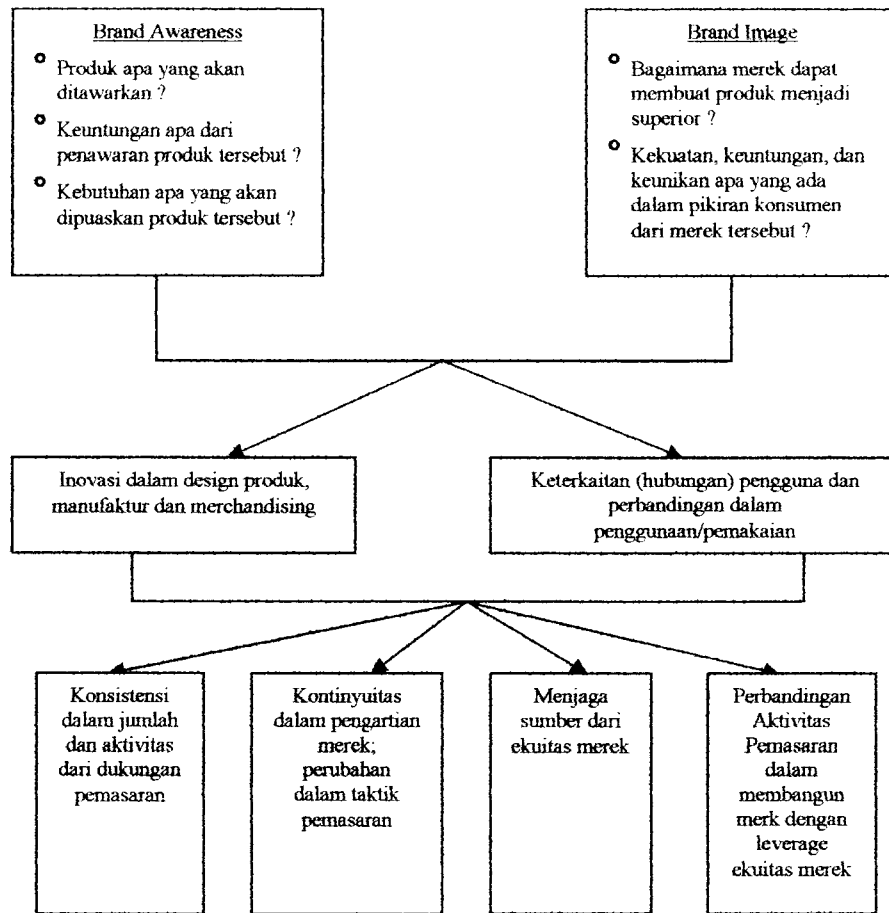 Brand Awareness
Produk apa yang akan
ditawarkan ?
Keuntungan apa dari
penawaran produk tersebut ?
Kebutuhan apa yang akan
dipuaskan produk tersebut ?
Brand Image
Bagaimana merek dapat
membuat produk menjadi
superior ?
Kekuatan, keuntungan, dan
keunikan apa yang ada
dalam pikiran konsumen
dari merek tersebut ?
Inovasi dalam design produk,
manufaktur dan merchandising
Keterkaitan (hubungan) pengguna dan
perbandingan dalam
penggunaan/pemakaian
Konsistensi
dalam jumlah
dan aktivitas
dari dukungan
pemasaran
Kontinyuitas
dalam pengartian
merek;
perubahan
dalam taktik
pemasaran
Menjaga
sumber dari
ekuitas merek
Perbandingan
Aktivitas
Pemasaran
dalam
membangun
merk dengan
leverage
ekuitas merek